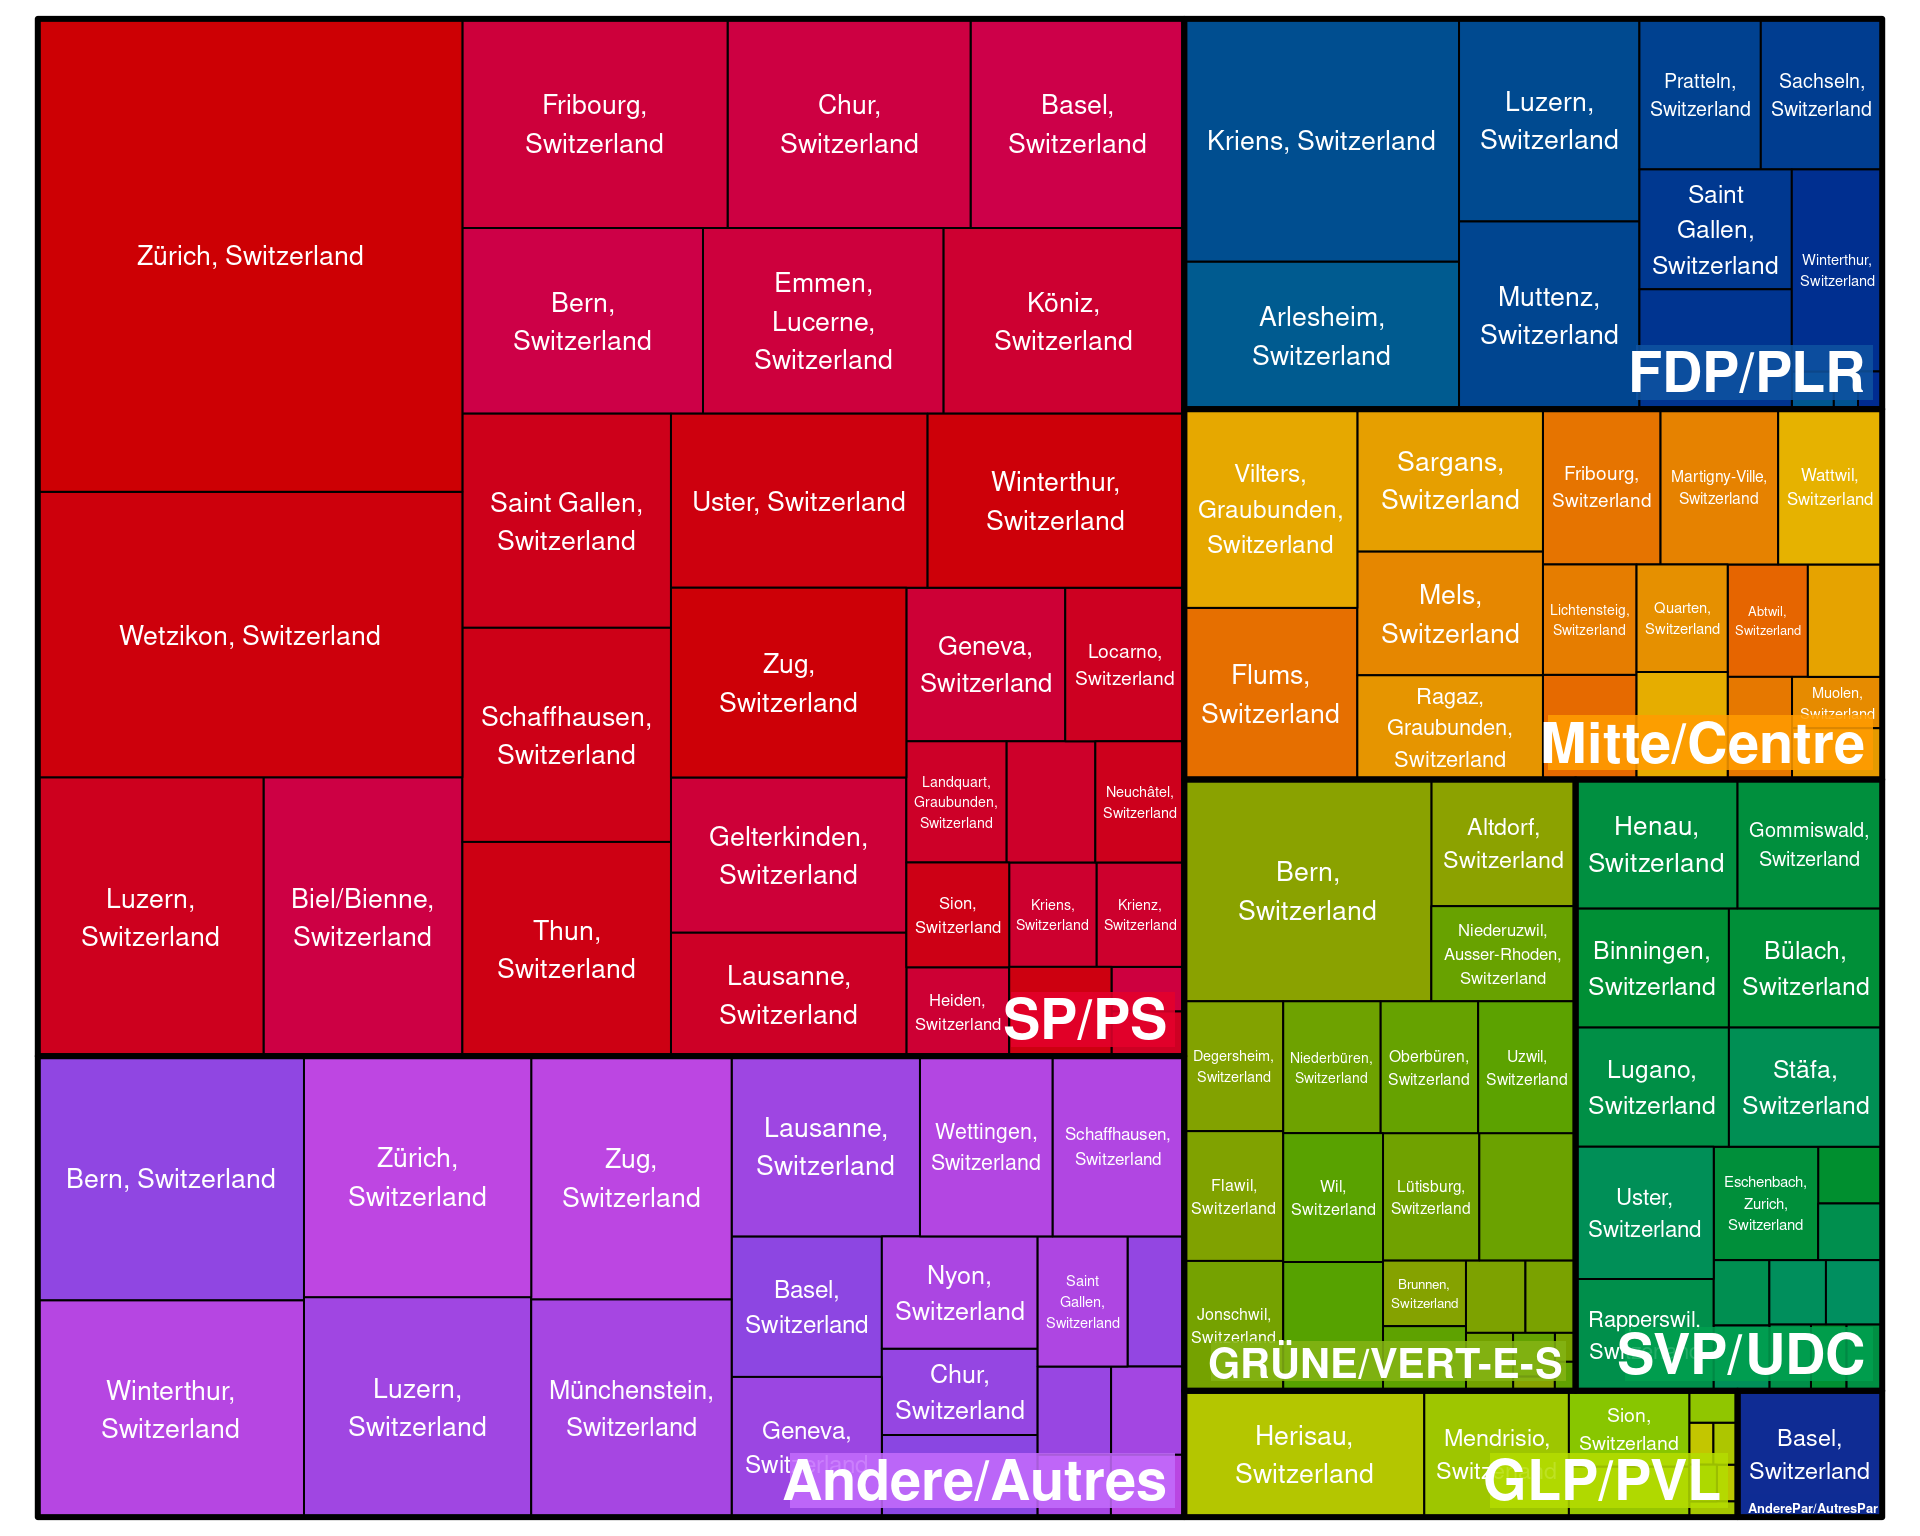 Zürich, Switzerland
Wetzikon, Switzerland
Luzern,
Switzerland
Biel/Bienne,
Switzerland
Fribourg,
Switzerland
Chur,
Switzerland
Basel,
Switzerland
Bern,
Switzerland
Emmen,
Lucerne,
Switzerland
Köniz,
Switzerland
Saint Gallen,
Switzerland
Uster, Switzerland
Winterthur,
Switzerland
Schaffhausen,
Switzerland
Thun,
Switzerland
Zug,
Switzerland
Gelterkinden,
Switzerland
Lausanne,
Switzerland
Geneva,
Switzerland
Locarno,
Switzerland
Landquart,
Graubunden,
Switzerland
Neuchâtel,
Switzerland
Sion,
Switzerland
Kriens,
Switzerland
Krienz,
Switzerland
Heiden,
Switzerland
SP/PS
Bern, Switzerland
Winterthur,
Switzerland
Zürich,
Switzerland
Luzern,
Switzerland
Zug,
Switzerland
Münchenstein,
Switzerland
Lausanne,
Switzerland
Wettingen,
Switzerland
Schaffhausen,
Switzerland
Basel,
Switzerland
Geneva,
Switzerland
Nyon,
Switzerland
Chur,
Switzerland
Saint
Gallen,
Switzerland
Andere/Autres
Kriens, Switzerland
Arlesheim,
Switzerland
Luzern,
Switzerland
Muttenz,
Switzerland
Pratteln,
Switzerland
Sachseln,
Switzerland
Saint
Gallen,
Switzerland
Winterthur,
Switzerland
FDP/PLR
Vilters,
Graubunden,
Switzerland
Flums,
Switzerland
Sargans,
Switzerland
Mels,
Switzerland
Ragaz,
Graubunden,
Switzerland
Fribourg,
Switzerland
Martigny-Ville,
Switzerland
Wattwil,
Switzerland
Lichtensteig,
Switzerland
Quarten,
Switzerland
Abtwil,
Switzerland
Muolen,
Switzerland
Mitte/Centre
Bern,
Switzerland
Altdorf,
Switzerland
Niederuzwil,
Ausser-Rhoden,
Switzerland
Degersheim,
Switzerland
Niederbüren,
Switzerland
Oberbüren,
Switzerland
Uzwil,
Switzerland
Flawil,
Switzerland
Wil,
Switzerland
Lütisburg,
Switzerland
Jonschwil,
Switzerland
Brunnen,
Switzerland
GRÜNE/VERT-E-S
Henau,
Switzerland
Gommiswald,
Switzerland
Binningen,
Switzerland
Bülach,
Switzerland
Lugano,
Switzerland
Stäfa,
Switzerland
Uster,
Switzerland
Eschenbach,
Zurich,
Switzerland
Rapperswil,
Switzerland
SVP/UDC
Herisau,
Switzerland
Mendrisio,
Switzerland
Sion,
Switzerland
GLP/PVL
Basel,
Switzerland
AnderePar/AutresPar